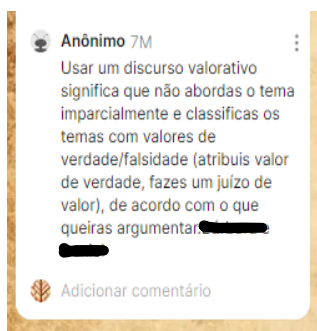 Anônimo 7M
Usar um discurso valorativo
significa que não abordas o tema
imparcialmente e classificas os
temas com valores de
verdade/falsidade (atribuis valor
de verdade, fazes um juízo de
valor), de acordo com o que
queiras argumentar.
Adicionar comentário